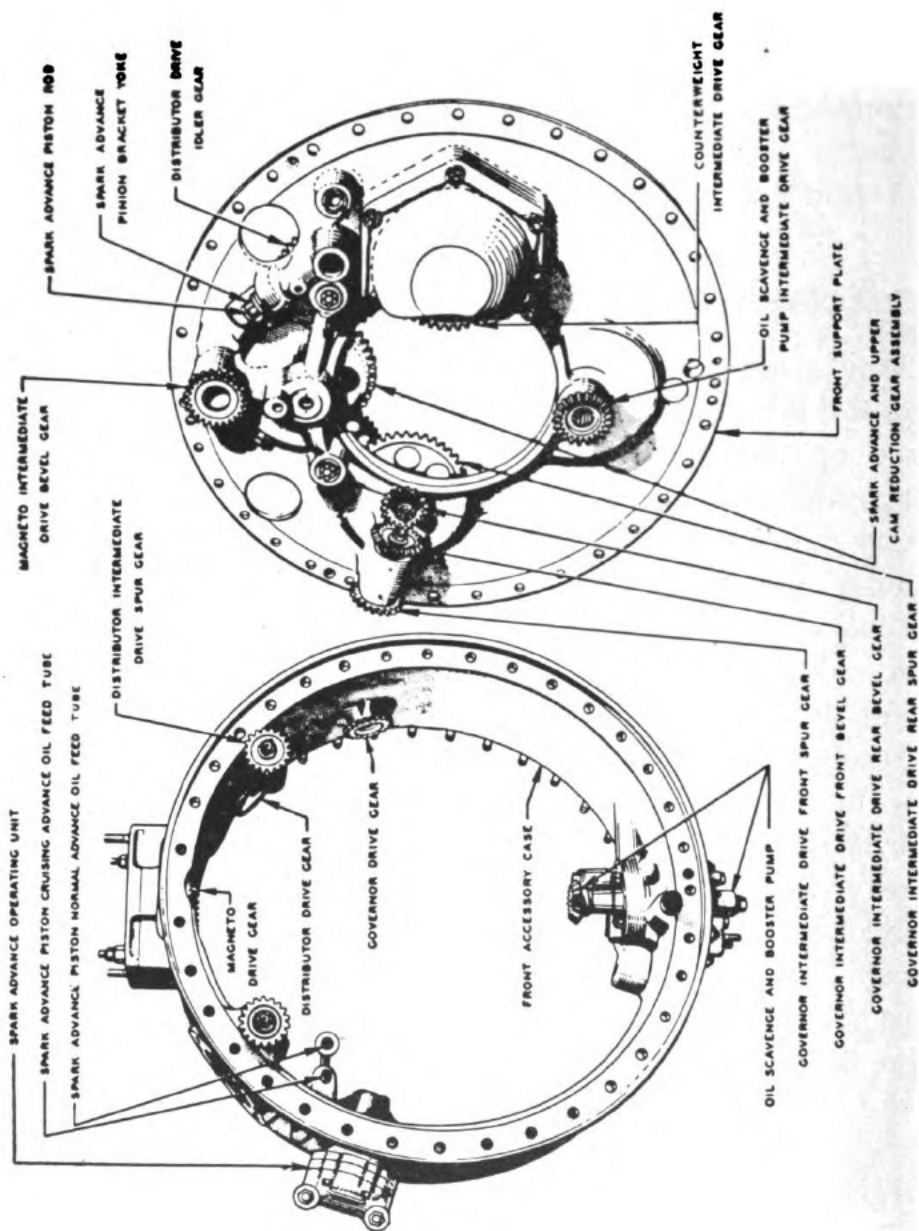 SPARK ADVANCE OPERATING UNIT
SPARK ADVANCE PISTON CRUISING ADVANCE OIL FEED TUBE
SPARK ADVANCE PISTON NORMAL ADVANCE OIL FEED TUBE
DISTRIBUTOR INTERMEDIATE
DRIVE SPUR GEAR
MAGNETO
DRIVE GEAR
DISTRIBUTOR DRIVE GEAR
GOVERNOR DRIVE GEAR
FRONT ACCESSORY CASE
OIL SCAVENGE AND BOOSTER PUMP
MAGNETO INTERMEDIATE
DRIVE BEVEL GEAR
SPARK ADVANCE PISTON ROD
SPARK ADVANCE
PINION BRACKET YOKE
DISTRIBUTOR DRIVE
IDLER GEAR
COUNTERWEIGHT
INTERMEDIATE DRIVE GEAR
OIL SCAVENGE AND BOOSTER
PUMP INTERMEDIATE DRIVE GEAR
FRONT SUPPORT PLATE
SPARK ADVANCE AND UPPER
CAM REDUCTION GEAR ASSEMBLY
GOVERNOR INTERMEDIATE DRIVE FRONT SPUR GEAR
GOVERNOR INTERMEDIATE DRIVE FRONT BEVEL GEAR
GOVERNOR INTERMEDIATE DRIVE REAR BEVEL GEAR
GOVERNOR INTERMEDIATE DRIVE REAR SPUR GEAR